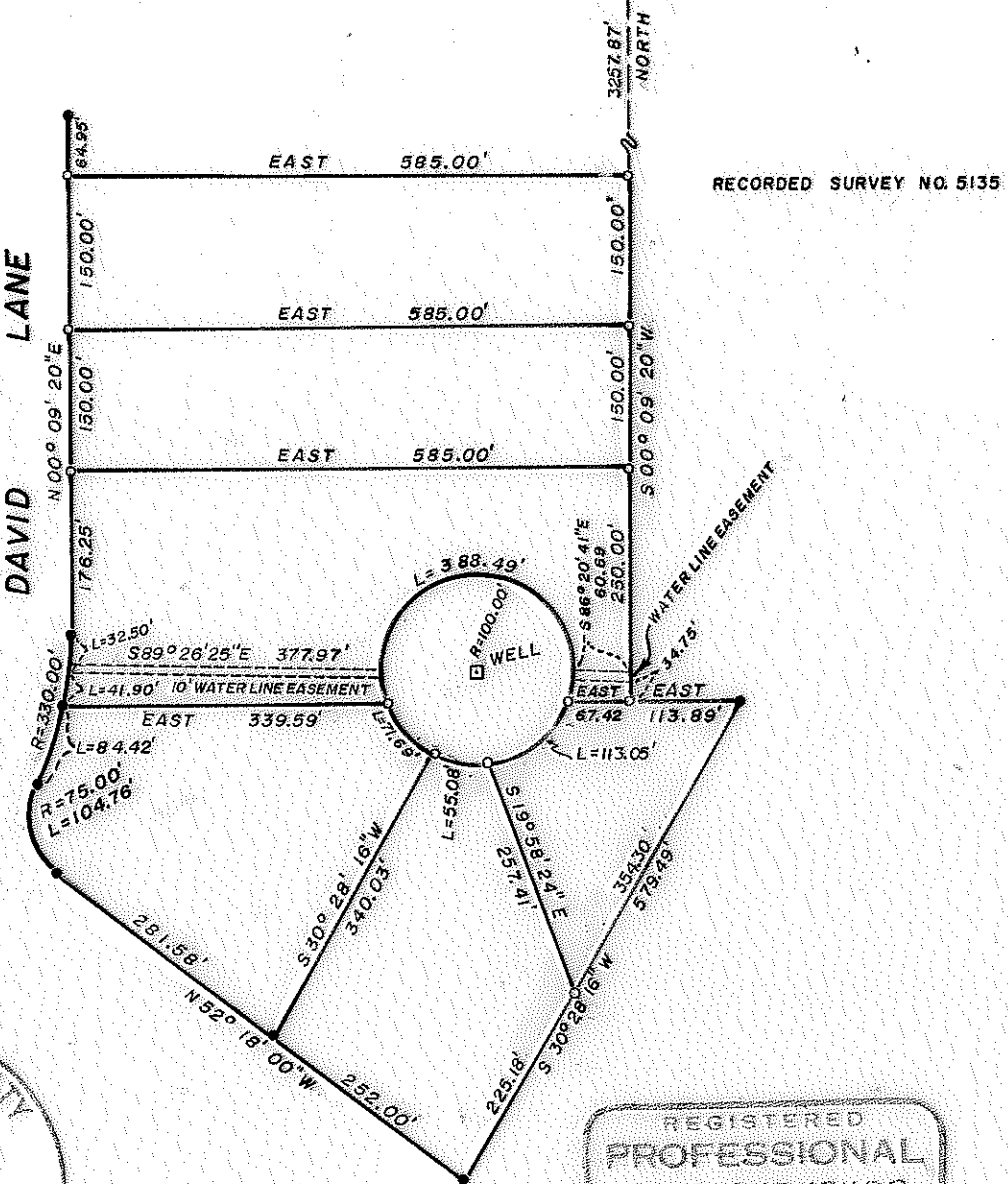 3257.87'
NORTH
64.95'
EAST 585.00'
RECORDED SURVEY NO. 5135
150.00'
150.00'
DAVID LANE
EAST 585.00'
N 00° 09' 20" E
150.00'
150.00'
S 00° 09' 20" W
EAST 585.00'
176.25'
L= 388.49'
R=100.00'
WELL
S 86° 20' 41" E
60.69
250.00'
WATER LINE EASEMENT
34.75'
L=32.50'
S89° 26' 25"E 377.97'
L=41.90' 10' WATER LINE EASEMENT
EAST 339.59'
R=330.00'
L=84.42'
R=75.00'
L=104.76'
L=71.69'
EAST
67.42
EAST
113.89'
L=113.05'
L=55.08'
S 30° 28' 16" W
340.03'
S 19° 58' 24" E
257.41'
354.30'
579.49'
281.58'
N 52° 18' 00" W
252.00'
225.18'
S 30° 28' 16" W
TY
REGISTERED
PROFESSIONAL